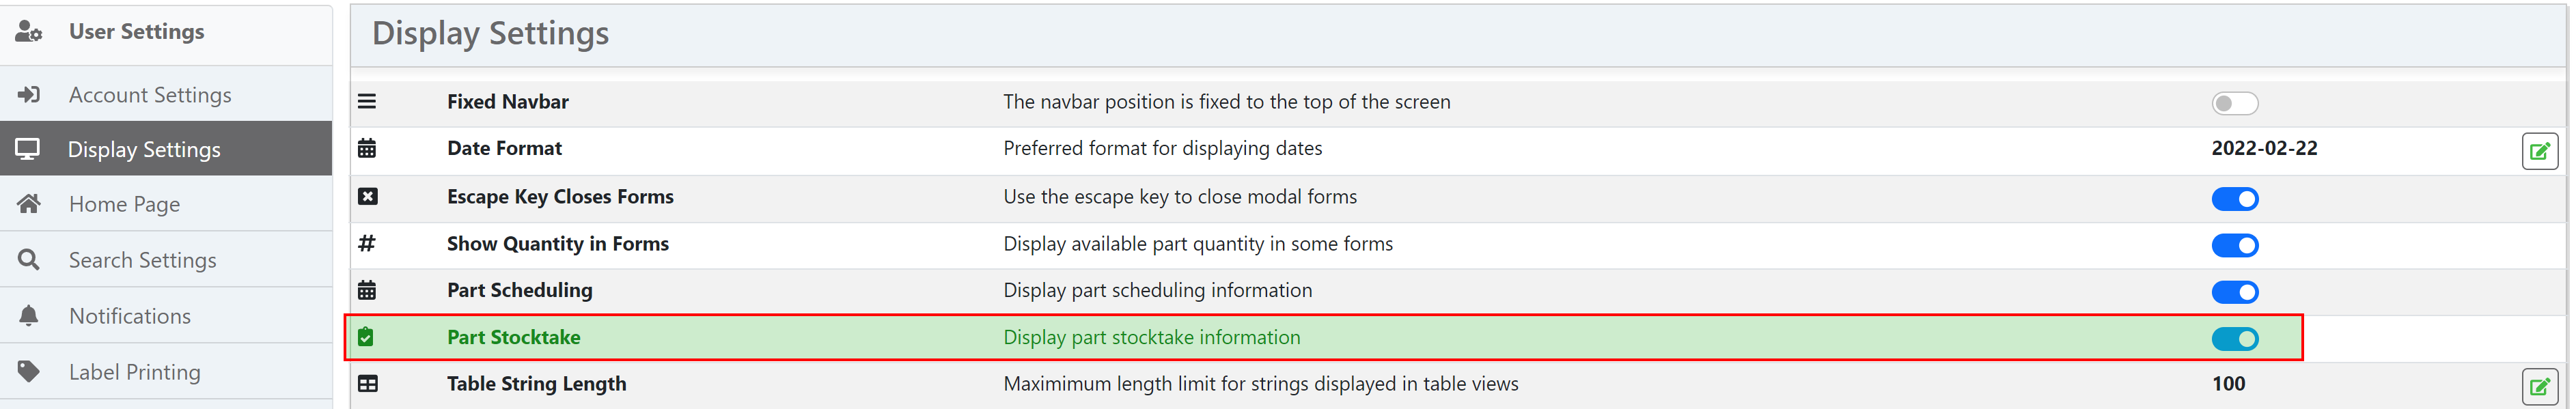 User Settings
Account Settings
Display Settings
Home Page
Search Settings
Notifications
Label Printing
Display Settings
Fixed Navbar The navbar position is fixed to the top of the screen
Date Format Preferred format for displaying dates 2022-02-22
Escape Key Closes Forms Use the escape key to close modal forms
Show Quantity in Forms Display available part quantity in some forms
Part Scheduling Display part scheduling information
Part Stocktake Display part stocktake information
Table String Length Maximimum length limit for strings displayed in table views 100